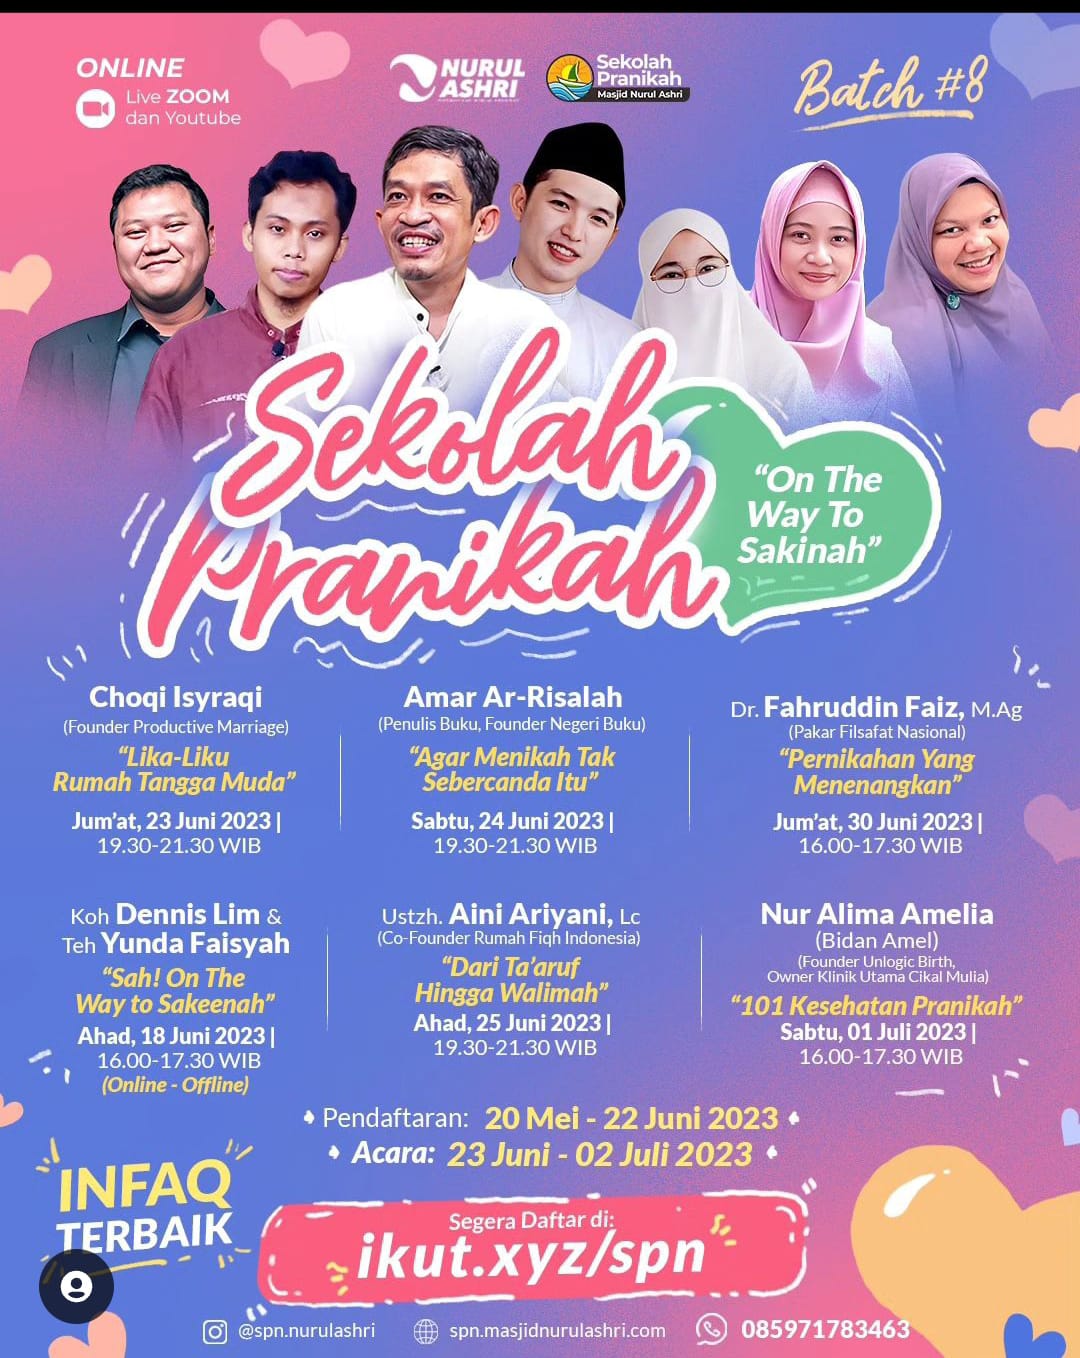 ONLINE
Live ZOOM
dan Youtube
NURUL
ASHRI
Sekolah
Pranikah
Masjid Nurul Ashri
Batch #8
Sekolah
Pranikah
“On The
Way To
Sakinah”
Choqi Isyraqi
(Founder Productive Marriage)
“Lika-Liku
Rumah Tangga Muda”
Jum’at, 23 Juni 2023 |
19.30-21.30 WIB
Amar Ar-Risalah
(Penulis Buku, Founder Negeri Buku)
“Agar Menikah Tak
Sebercanda Itu”
Sabtu, 24 Juni 2023 |
19.30-21.30 WIB
Dr. Fahruddin Faiz, M.Ag
(Pakar Filsafat Nasional)
“Pernikahan Yang
Menenangkan”
Jum’at, 30 Juni 2023 |
16.00-17.30 WIB
Koh Dennis Lim &
Teh Yunda Faisyah
“Sah! On The
Way to Sakeenah”
Ahad, 18 Juni 2023 |
16.00-17.30 WIB
(Online - Offline)
Ustzh. Aini Ariyani, Lc
(Co-Founder Rumah Fiqh Indonesia)
“Dari Ta’aruf
Hingga Walimah”
Ahad, 25 Juni 2023 |
19.30-21.30 WIB
Nur Alima Amelia
(Bidan Amel)
(Founder Unlogic Birth,
Owner Klinik Utama Cikal Mulia)
“101 Kesehatan Pranikah”
Sabtu, 01 Juli 2023 |
16.00-17.30 WIB
Pendaftaran: 20 Mei - 22 Juni 2023
Acara: 23 Juni - 02 Juli 2023
INFAQ
TERBAIK
Segera Daftar di:
ikut.xyz/spn
@spn.nurulashri
spn.masjidnurulashri.com
085971783463